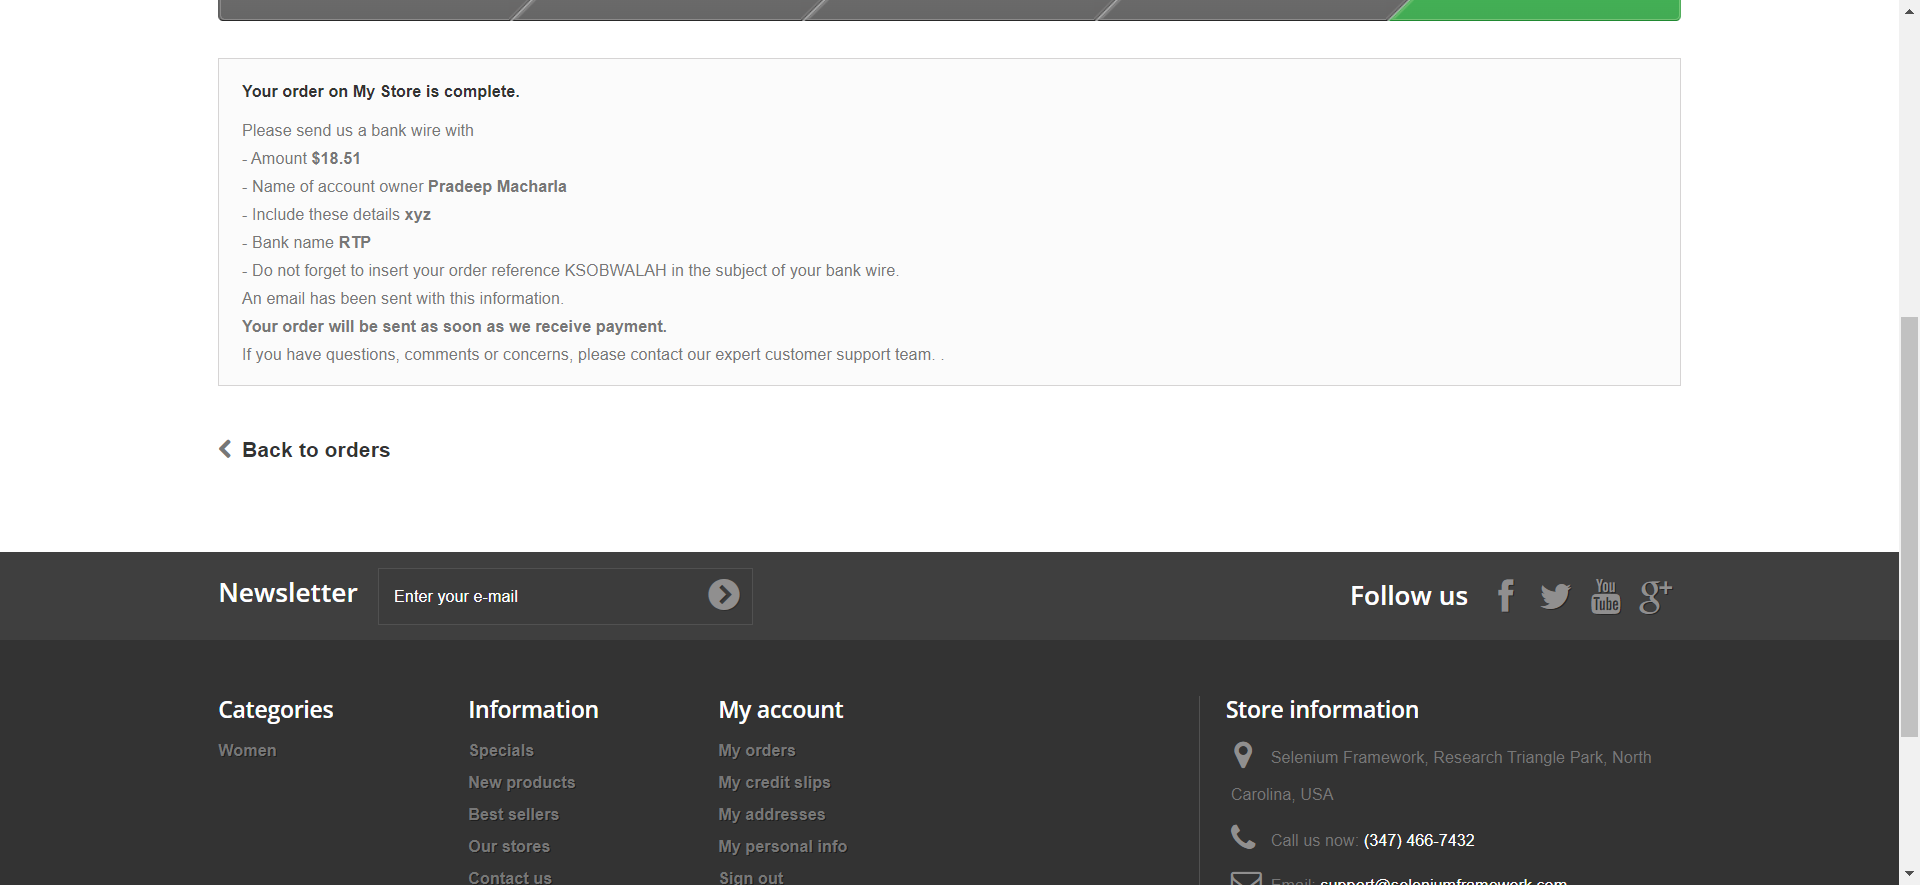 Your order on My Store is complete.
Please send us a bank wire with
- Amount $18.51
- Name of account owner Pradeep Macharla
- Include these details xyz
- Bank name RTP
- Do not forget to insert your order reference KSOBWALAH in the subject of your bank wire.
An email has been sent with this information.
Your order will be sent as soon as we receive payment.
If you have questions, comments or concerns, please contact our expert customer support team. .
Back to orders
Newsletter
Enter your e-mail
Follow us
You
Tube
Categories
Women
Information
Specials
New products
Best sellers
Our stores
Contact us
My account
My orders
My credit slips
My addresses
My personal info
Sign out
Store information
Selenium Framework, Research Triangle Park, North
Carolina, USA
Call us now: (347) 466-7432
Email: support@seleniumframework.com